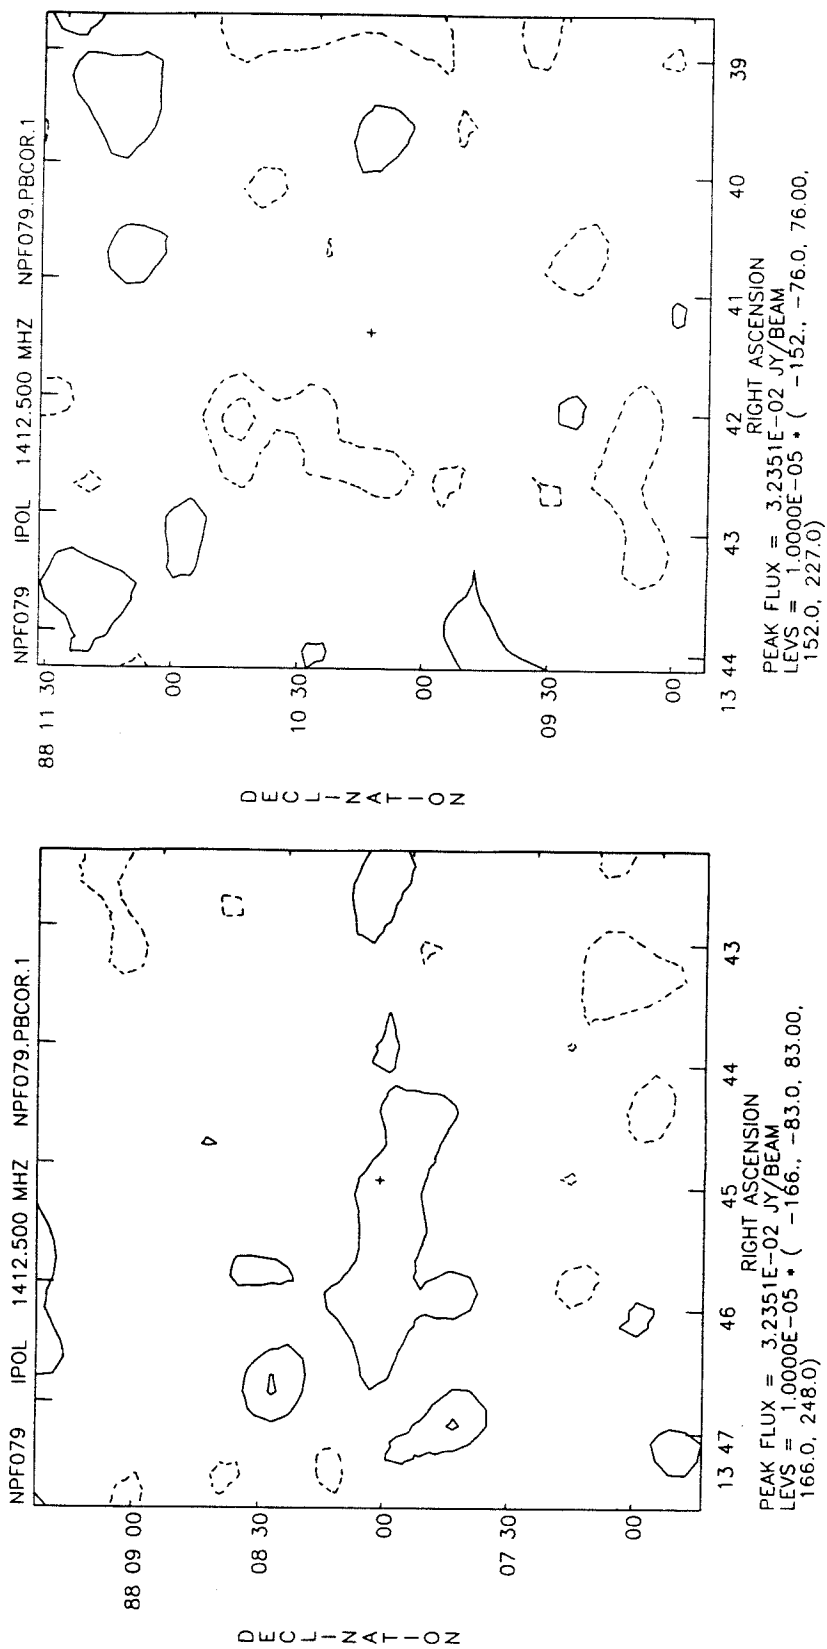 NPF079 IPOL 1412.500 MHZ NPF079.PBCOR.1
88 09 00
08 30
00
07 30
00
DECLINATION
13 47 46 45 44 43
RIGHT ASCENSION
PEAK FLUX = 3.2351E-02 JY/BEAM
LEVS = 1.0000E-05 * ( -166., -83.0, 83.00,
166.0, 248.0)
NPF079 IPOL 1412.500 MHZ NPF079.PBCOR.1
88 11 30
00
10 30
00
09 30
00
DECLINATION
13 44 43 42 41 40 39
RIGHT ASCENSION
PEAK FLUX = 3.2351E-02 JY/BEAM
LEVS = 1.0000E-05 * ( -152., -76.0, 76.00,
152.0, 227.0)